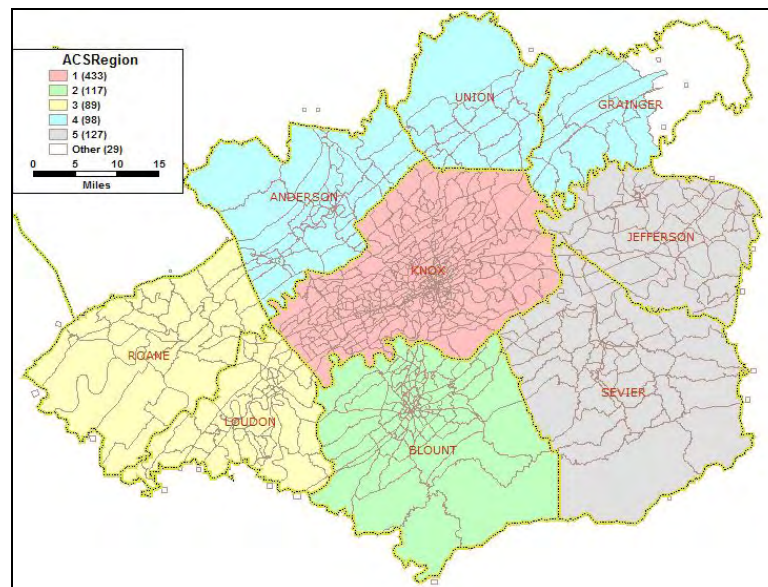 ACSRegion
1 (433)
2 (117)
3 (89)
4 (98)
5 (127)
Other (29)
0 5 10 15
Miles
UNION
GRAINGER
ANDERSON
JEFFERSON
KNOX
ROANE
SEVIER
LOUDON
BLOUNT